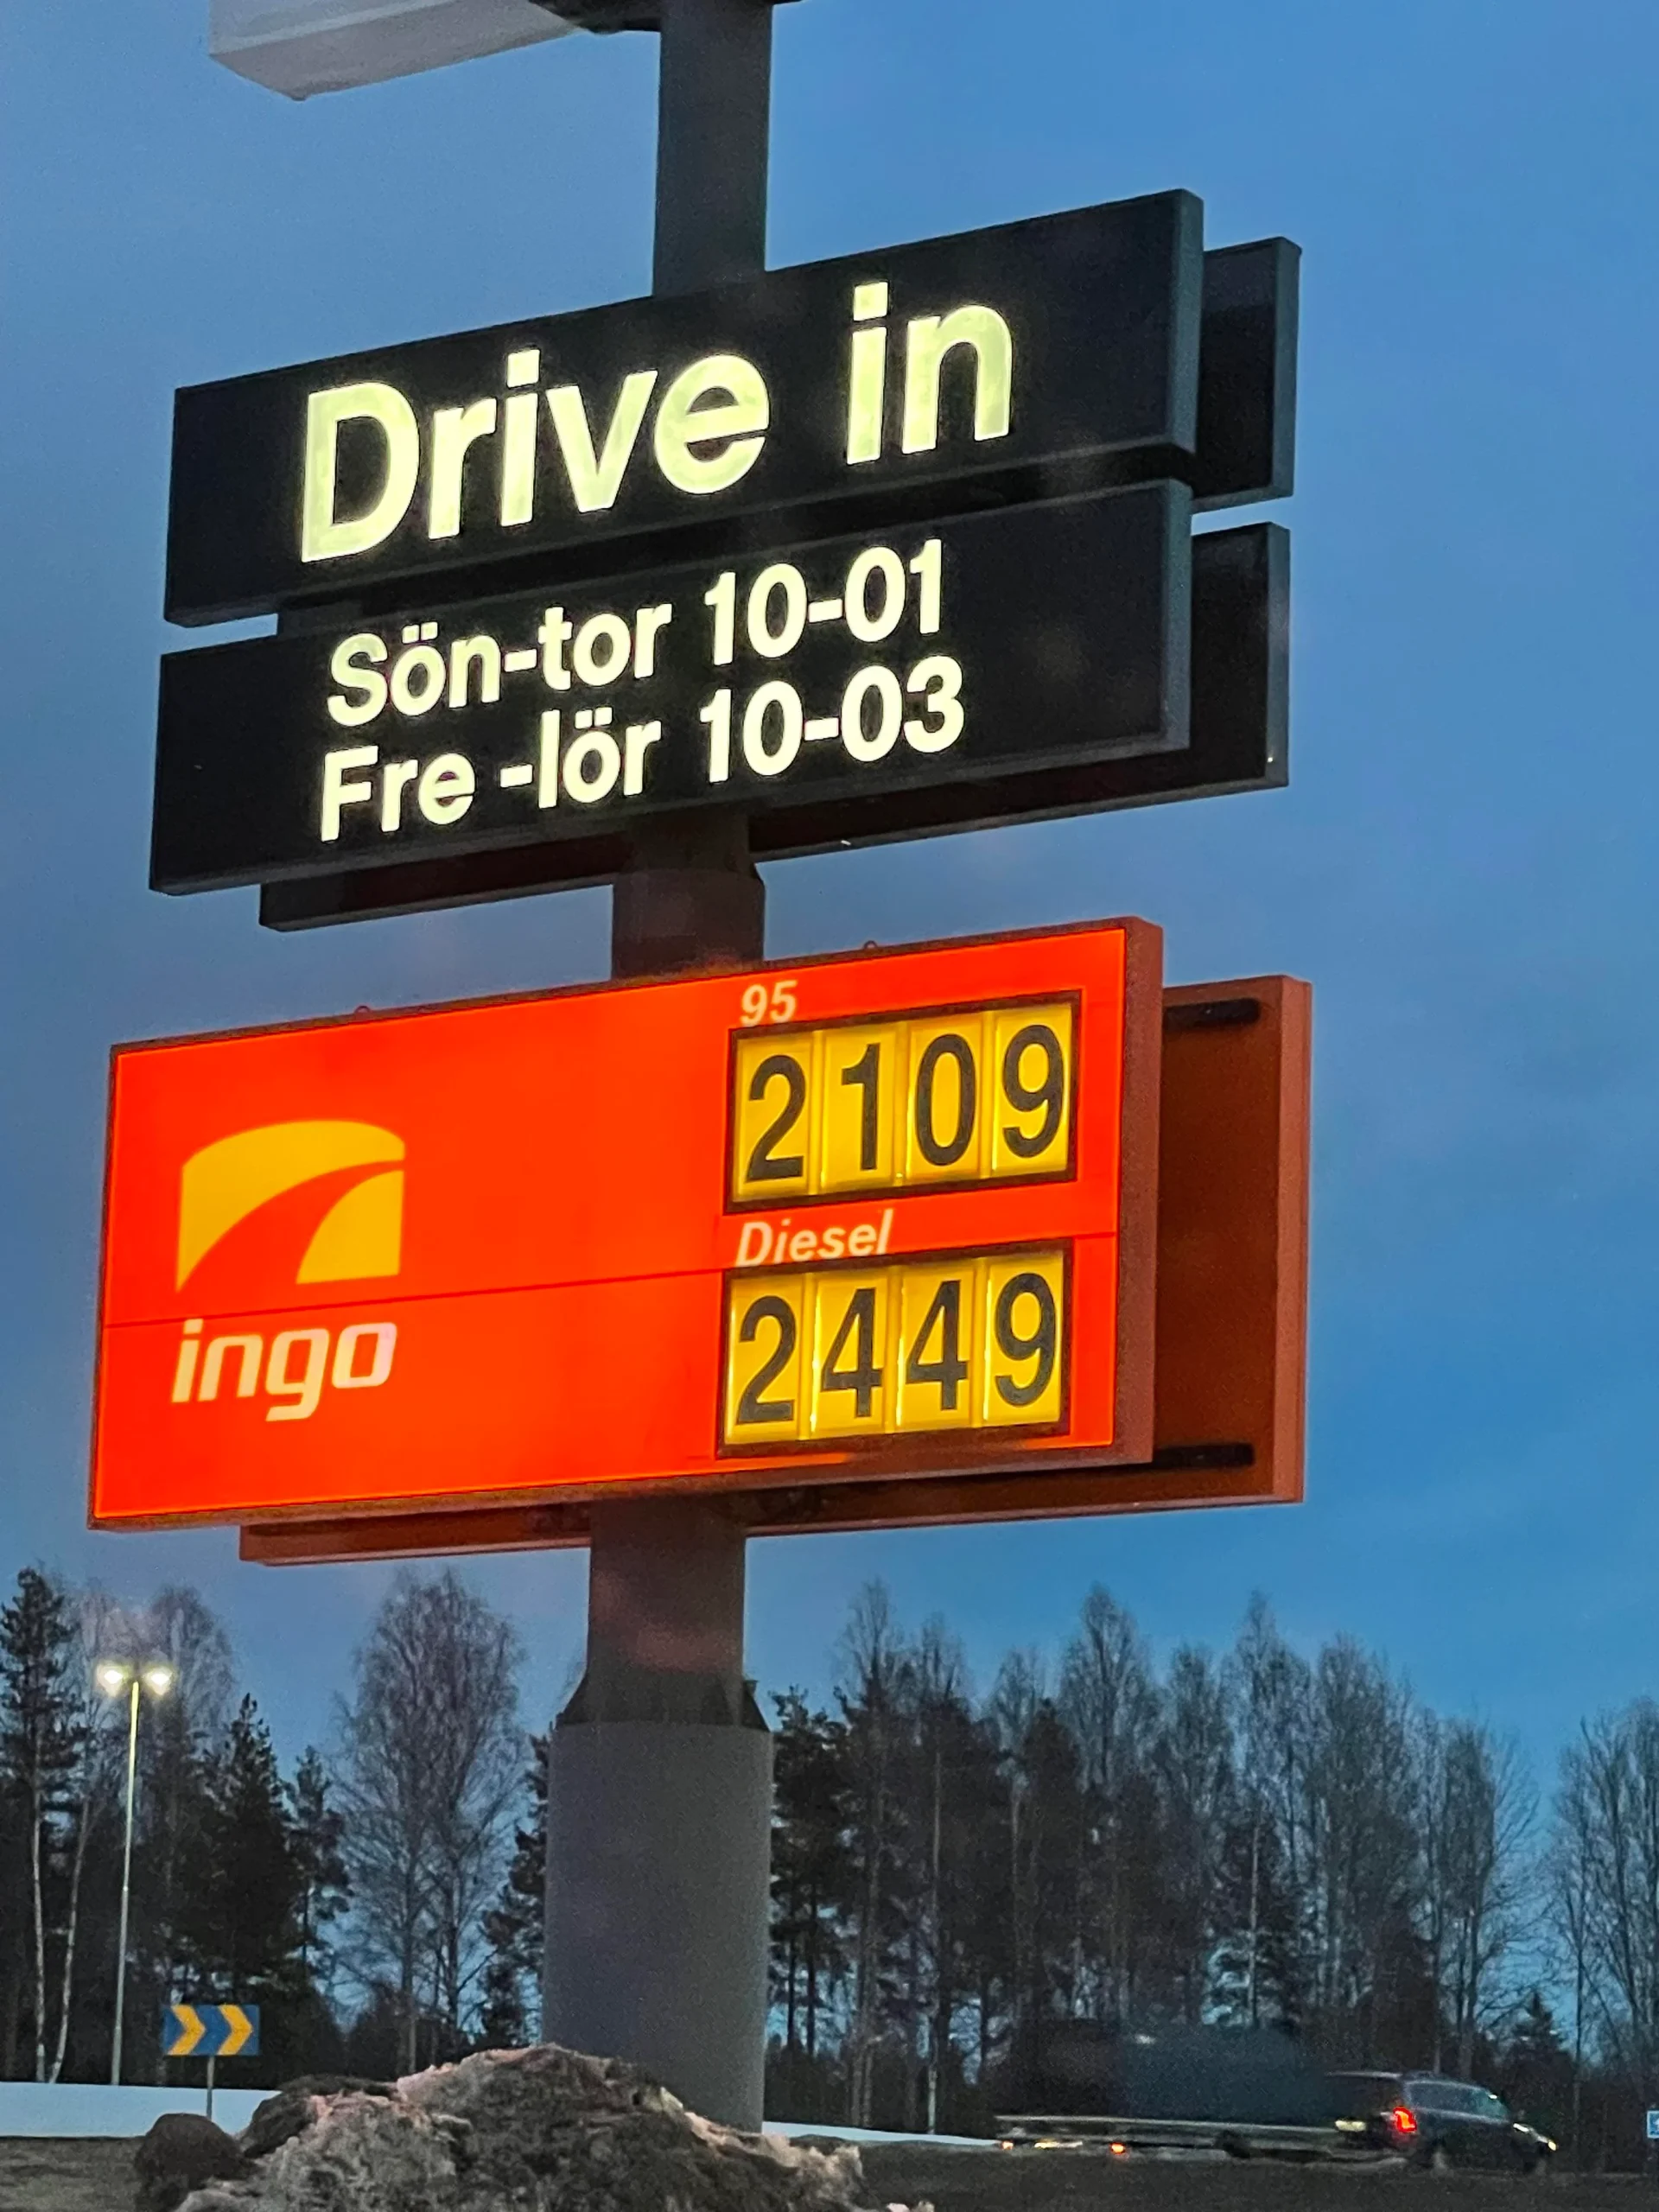 Drive in
Sön-tor 10-01
Fre -lör 10-03
95
2109
Diesel
2449
ingo